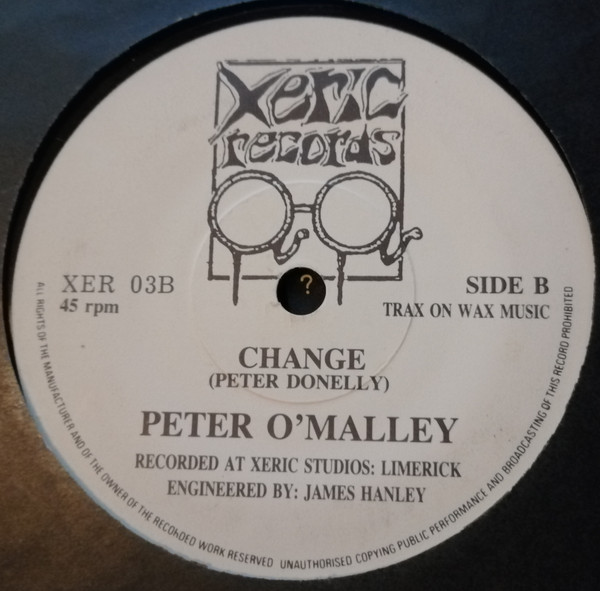 xeric
records
XER 03B
45 rpm
SIDE B
TRAX ON WAX MUSIC
?
CHANGE
(PETER DONELLY)
PETER O'MALLEY
RECORDED AT XERIC STUDIOS: LIMERICK
ENGINEERED BY: JAMES HANLEY
ALL RIGHTS OF THE MANUFACTURER AND OF THE OWNER OF THE RECORDED WORK RESERVED UNAUTHORISED COPYING PUBLIC PERFORMANCE AND BROADCASTING OF THIS RECORD PROHIBITED